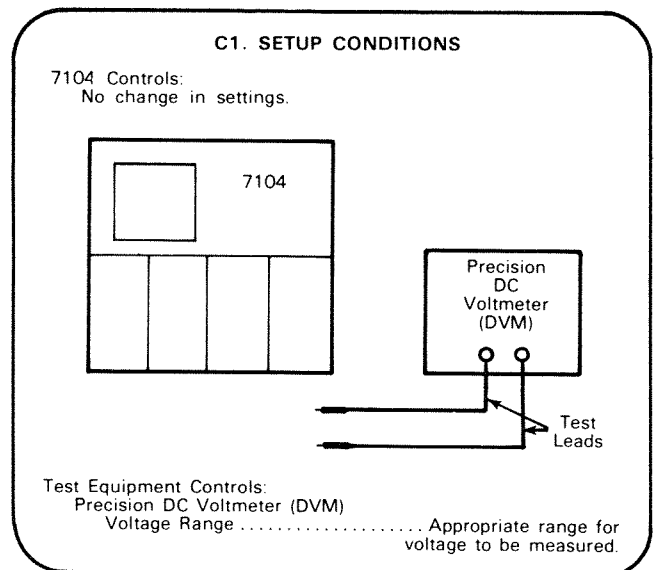 C1. SETUP CONDITIONS
7104 Controls:
No change in settings.
7104
Precision
DC
Voltmeter
(DVM)
Test
Leads
Test Equipment Controls:
Precision DC Voltmeter (DVM)
Voltage Range .................... Appropriate range for
voltage to be measured.